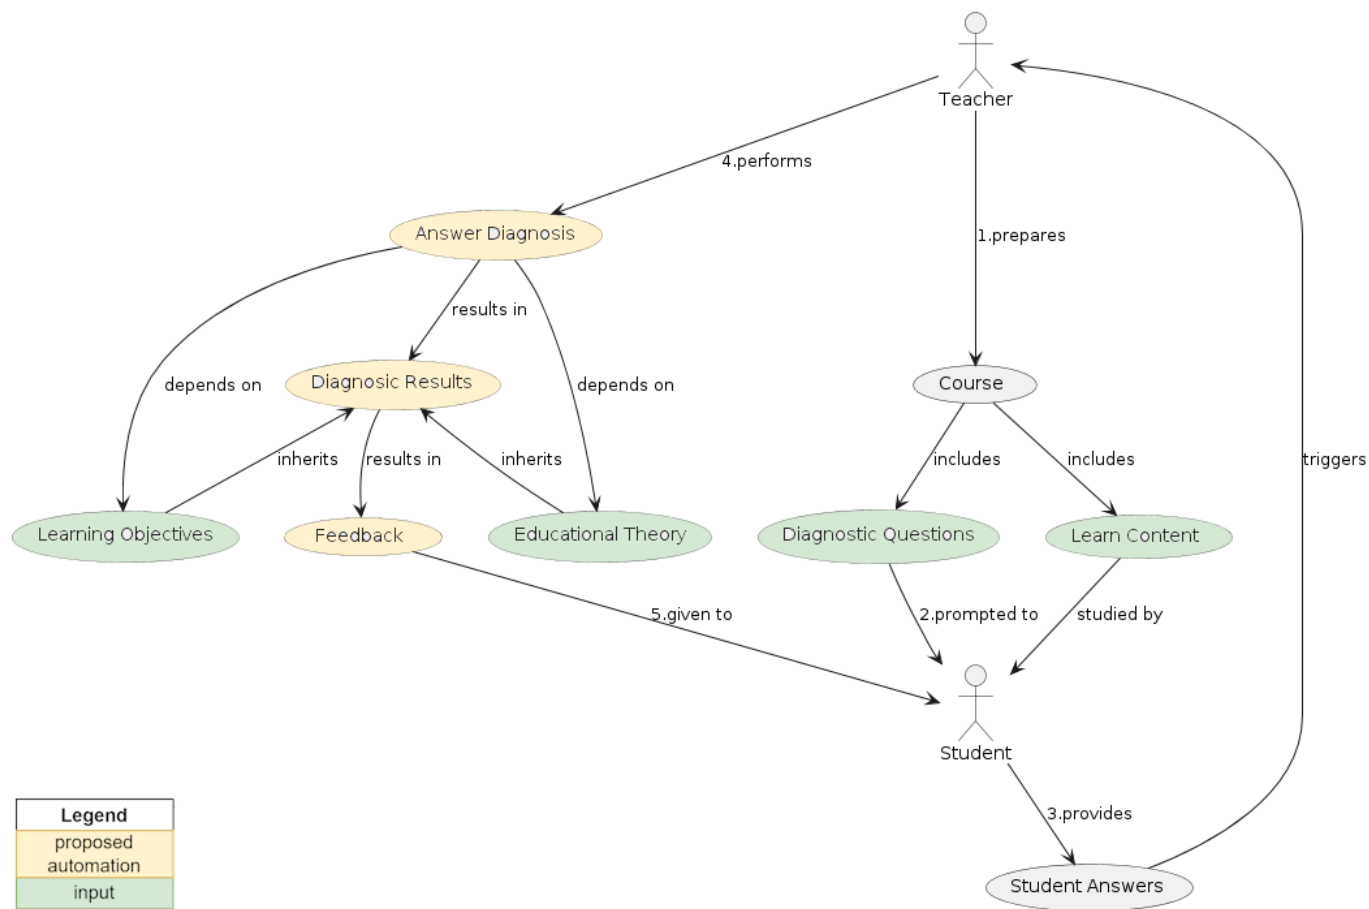 Teacher
4.performs
Answer Diagnosis
1.prepares
results in
depends on
depends on
Diagnosic Results
Course
inherits
results in
inherits
includes
includes
triggers
Learning Objectives
Feedback
Educational Theory
Diagnostic Questions
Learn Content
5.given to
2.prompted to
studied by
Student
3.provides
Student Answers
Legend
proposed
automation
input